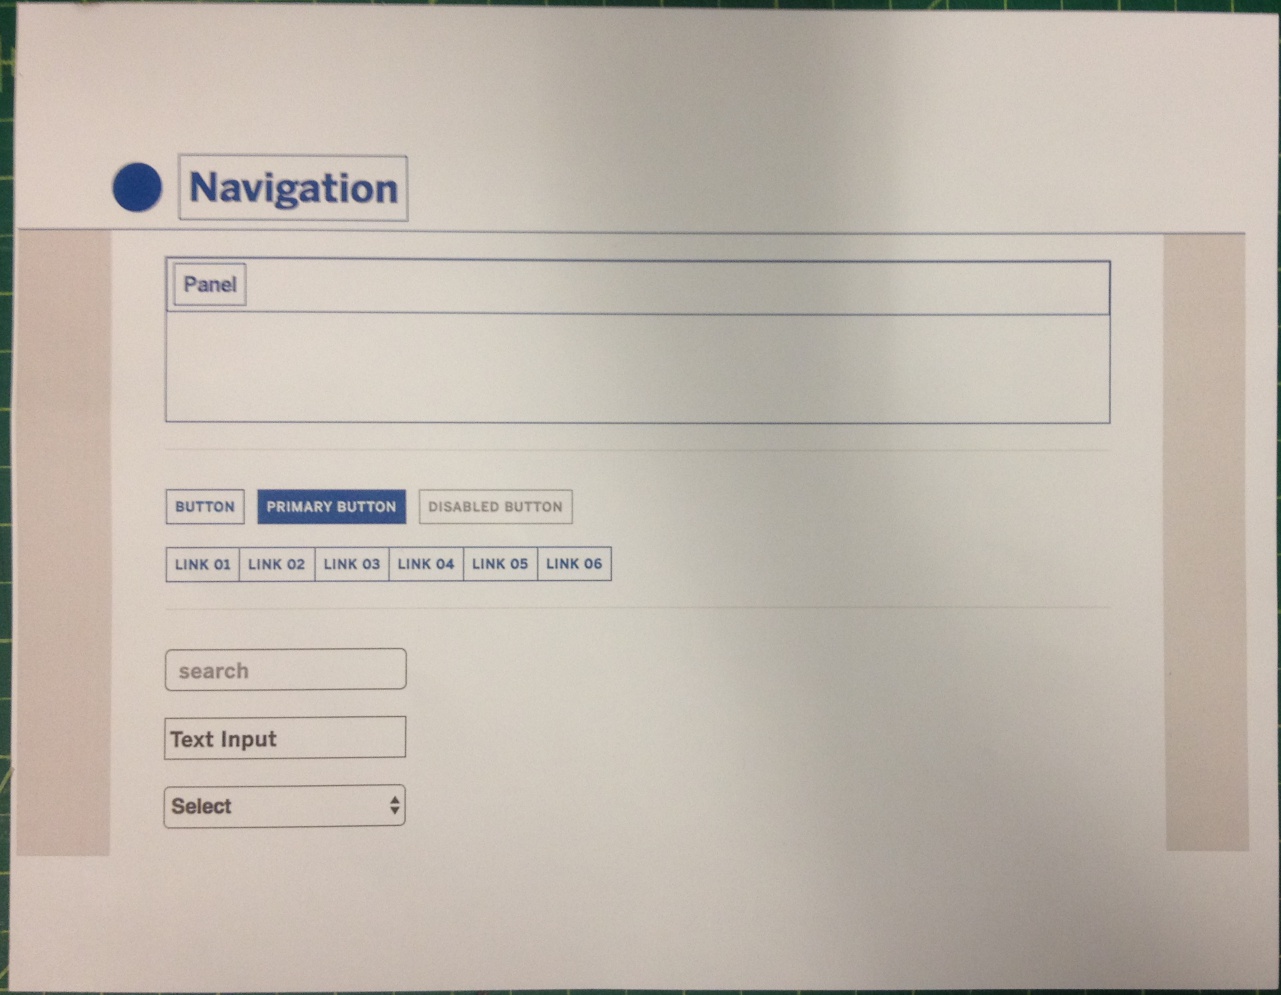 Navigation
Panel
BUTTON PRIMARY BUTTON DISABLED BUTTON
LINK 01 LINK 02 LINK 03 LINK 04 LINK 05 LINK 06
search
Text Input
Select